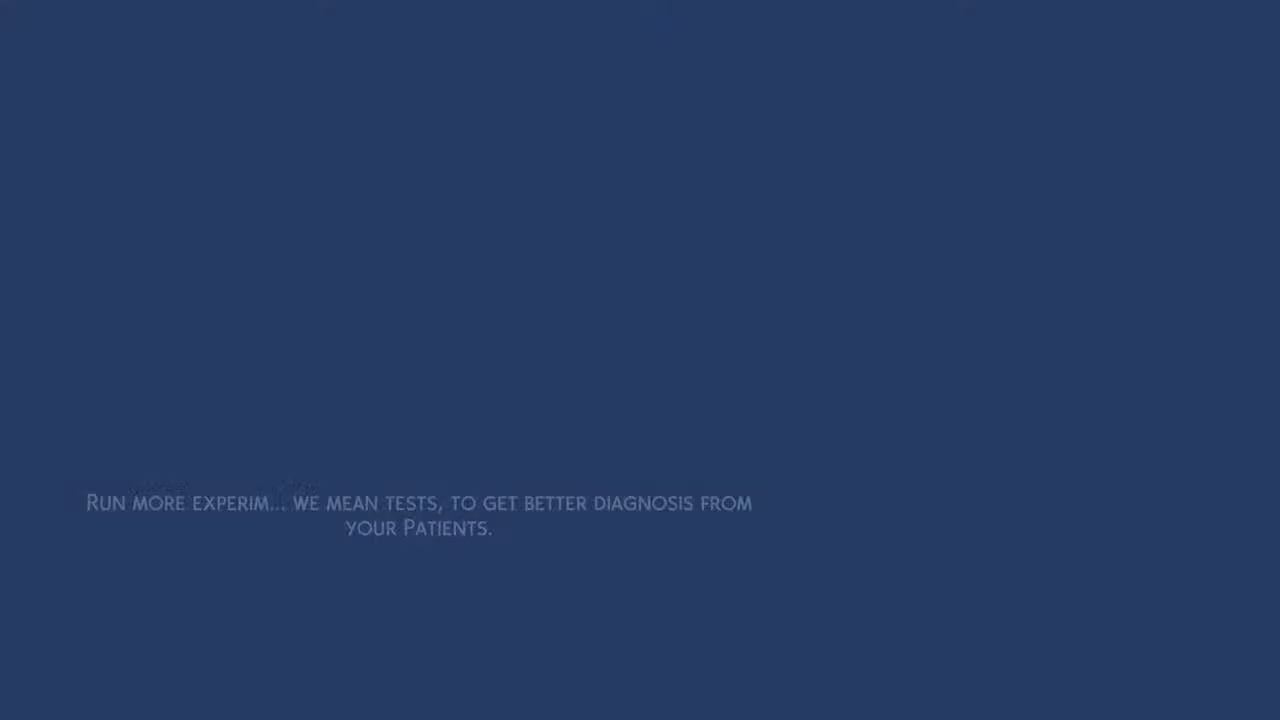 Run more experim... we mean tests, to get better diagnosis from
your Patients.